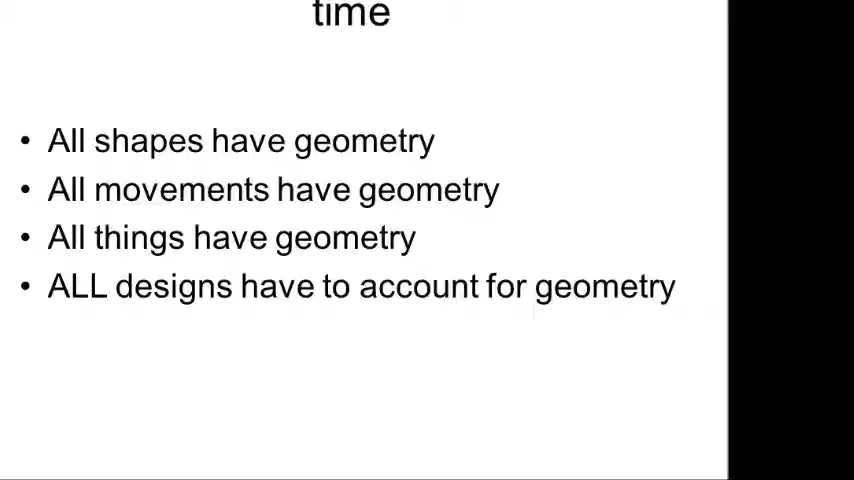 time
• All shapes have geometry
• All movements have geometry
• All things have geometry
• ALL designs have to account for geometry